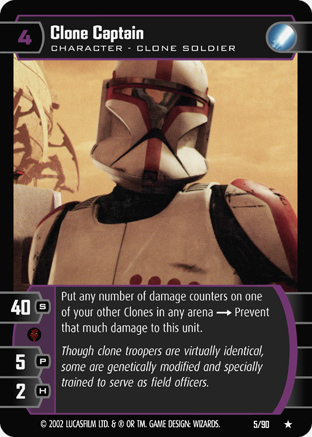 4
Clone Captain
CHARACTER - CLONE SOLDIER
40 S
Put any number of damage counters on one
of your other Clones in any arena → Prevent
that much damage to this unit.
5 P
Though clone troopers are virtually identical,
some are genetically modified and specially
trained to serve as field officers.
2 H
© 2002 LUCASFILM LTD. & ® OR TM. GAME DESIGN: WIZARDS.
5/90 ★